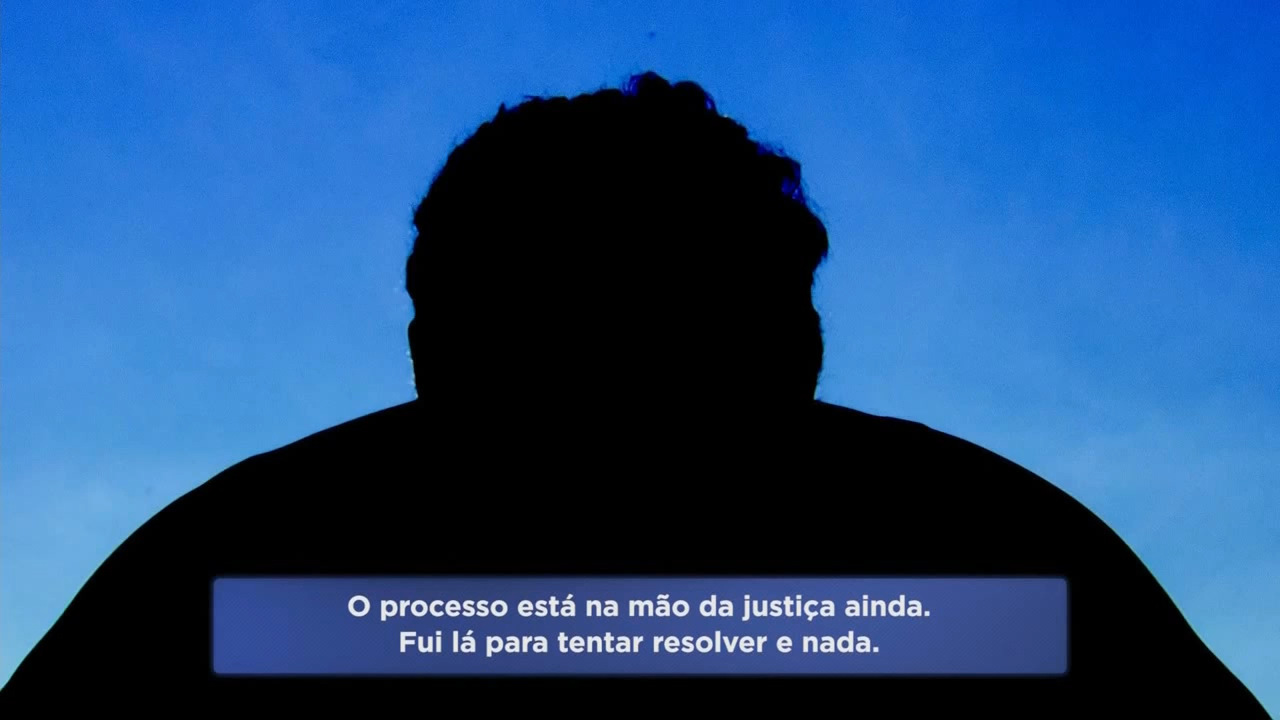 O processo está na mão da justiça ainda.
Fui lá para tentar resolver e nada.